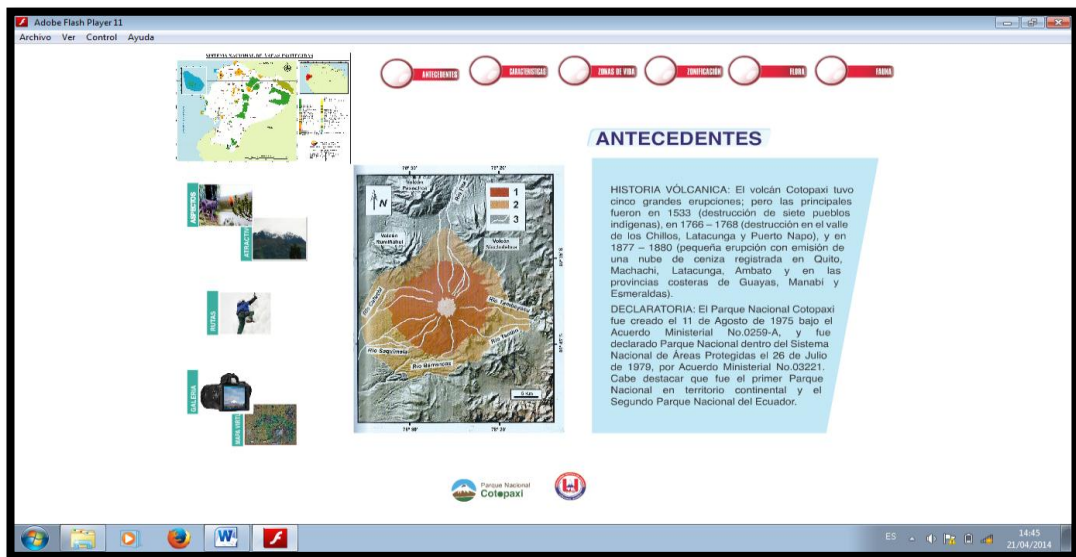 Adobe Flash Player 11
Archivo Ver Control Ayuda
ANTECEDENTES
CARACTERISTICAS
ZONAS DE VIDA
ZONIFICACIÓN
FLORA
FAUNA
ANTECEDENTES
HISTORIA VÓLCANICA: El volcán Cotopaxi tuvo
cinco grandes erupciones; pero las principales
fueron en 1533 (destrucción de siete pueblos
indígenas), en 1766 – 1768 (destrucción en el valle
de los Chillos, Latacunga y Puerto Napo), y en
1877 – 1880 (pequeña erupción con emisión de
una nube de ceniza registrada en Quito,
Machachi, Latacunga, Ambato y en las
provincias costeras de Guayas, Manabí y
Esmeraldas).
DECLARATORIA: El Parque Nacional Cotopaxi
fue creado el 11 de Agosto de 1975 bajo el
Acuerdo Ministerial No.0259-A, y fue
declarado Parque Nacional dentro del Sistema
Nacional de Áreas Protegidas el 26 de Julio
de 1979, por Acuerdo Ministerial No.03221.
Cabe destacar que fue el primer Parque
Nacional en territorio continental y el
Segundo Parque Nacional del Ecuador.
N
1
2
3
Volcán
Rumiñahui
Volcán
Río Cutuchi
Río Tamboyacu
Río Saquimala
Río Barrancas
ASPECTOS
ATRACTIV
RUTAS
GALERIA
MAPA VIRTU
Parque Nacional
Cotopaxi
ES
14:45
21/04/2014